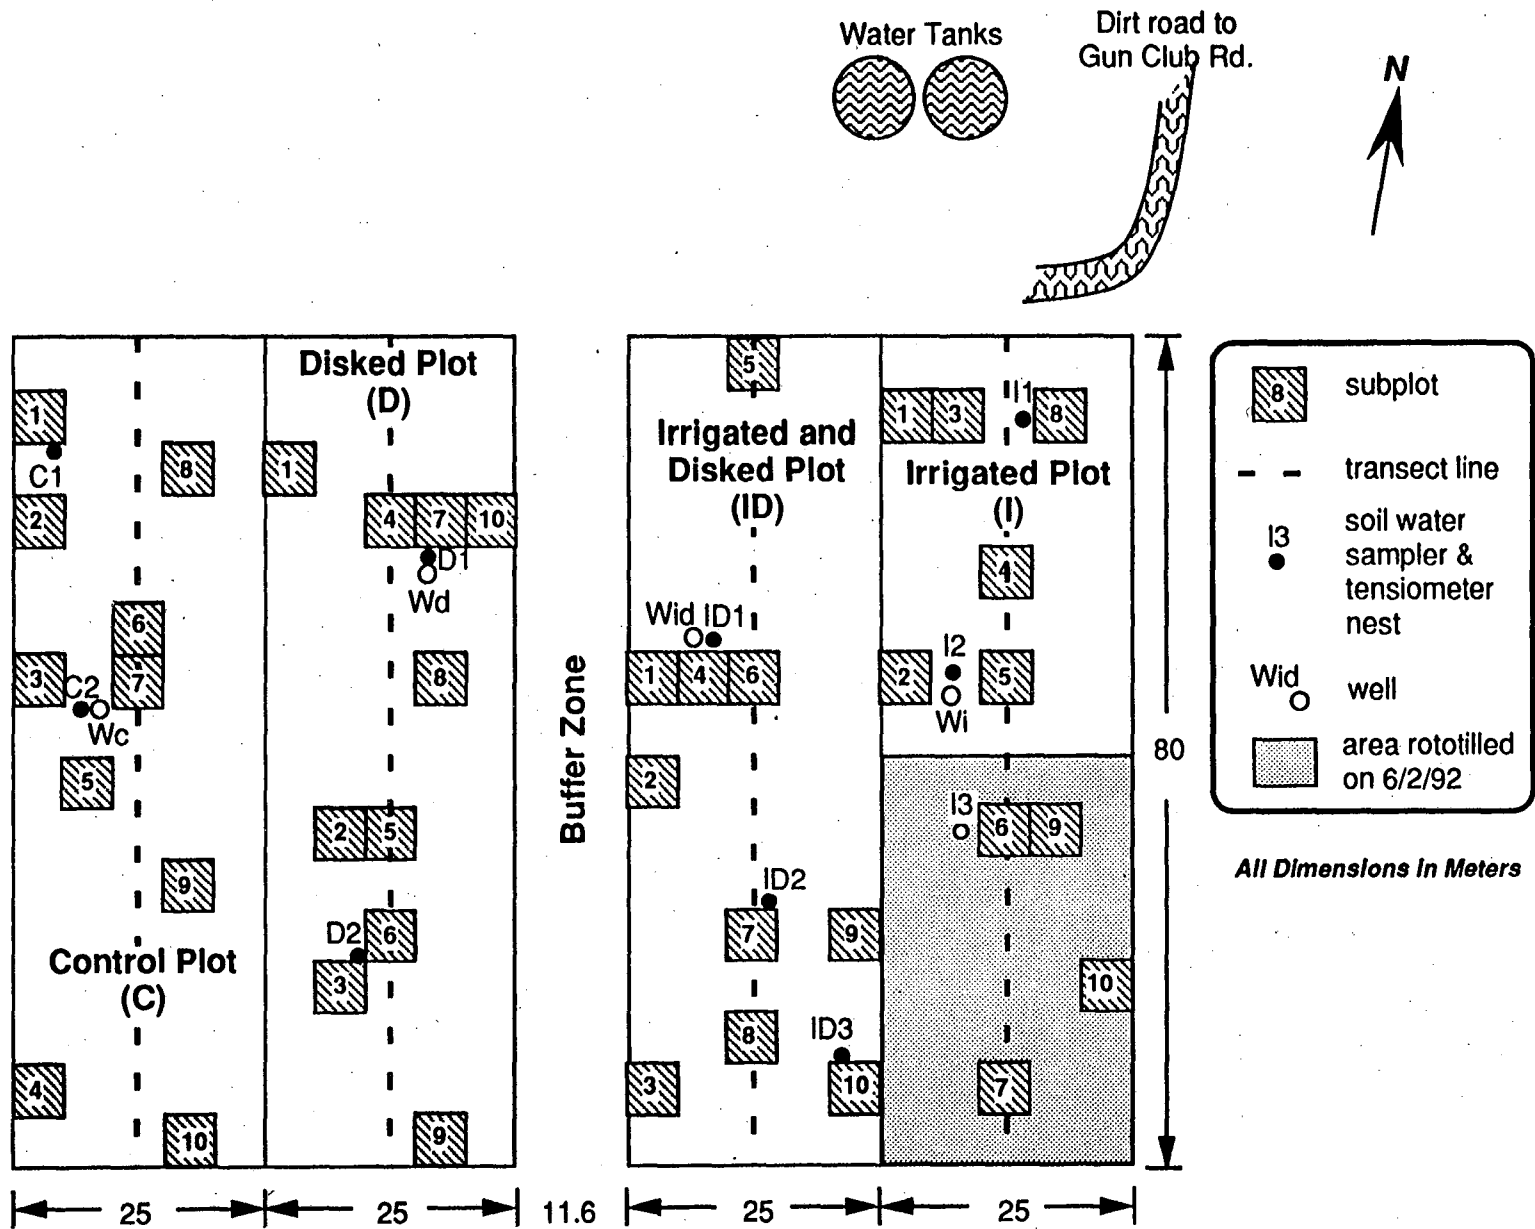 Water Tanks
Dirt road to
Gun Club Rd.
N
1
C1
2
3
C2
Wc
4
5
6
7
8
9
10
Control Plot
(C)
Disked Plot
(D)
1
4
7
10
D1
Wd
8
2
5
6
D2
3
9
Buffer Zone
5
Irrigated and
Disked Plot
(ID)
Wid
ID1
1
4
6
2
ID2
7
9
8
ID3
3
10
1
3
I1
8
Irrigated Plot
(I)
4
I2
2
5
Wi
I3
6
9
10
7
80
8
subplot
transect line
I3
soil water
sampler &
tensiometer
nest
Wid
well
area rototilled
on 6/2/92
All Dimensions in Meters
25
25
11.6
25
25